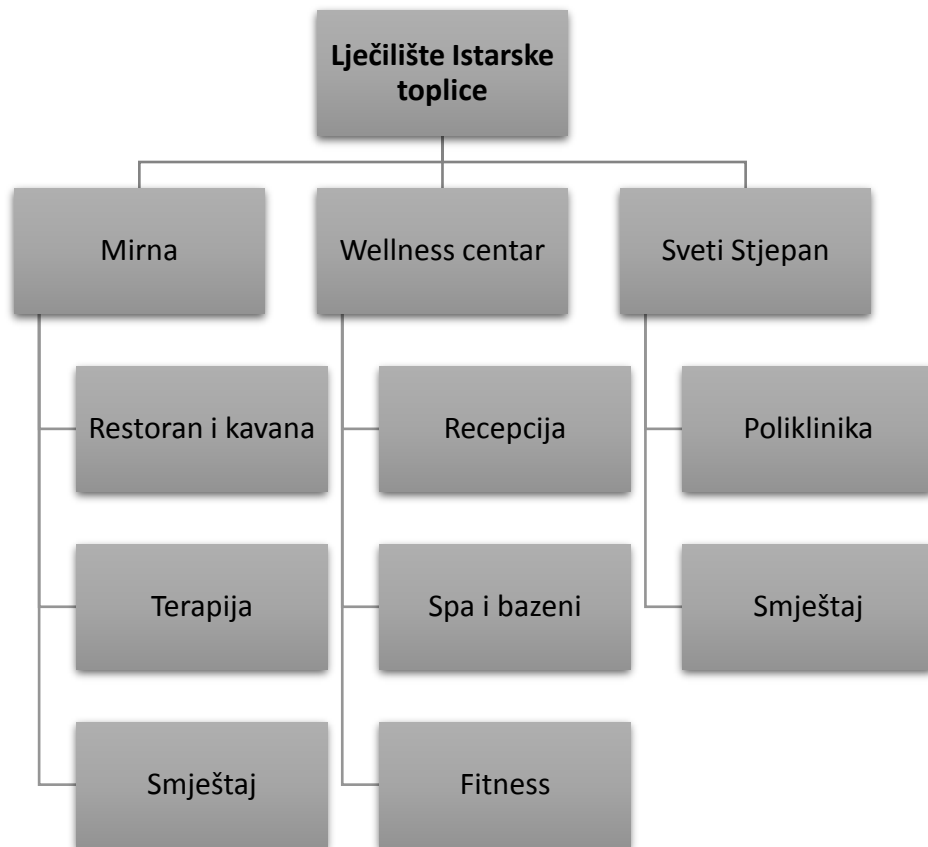 Lječilište Istarske
toplice
Mirna
Wellness centar
Sveti Stjepan
Restoran i kavana
Recepcija
Poliklinika
Terapija
Spa i bazeni
Smještaj
Smještaj
Fitness